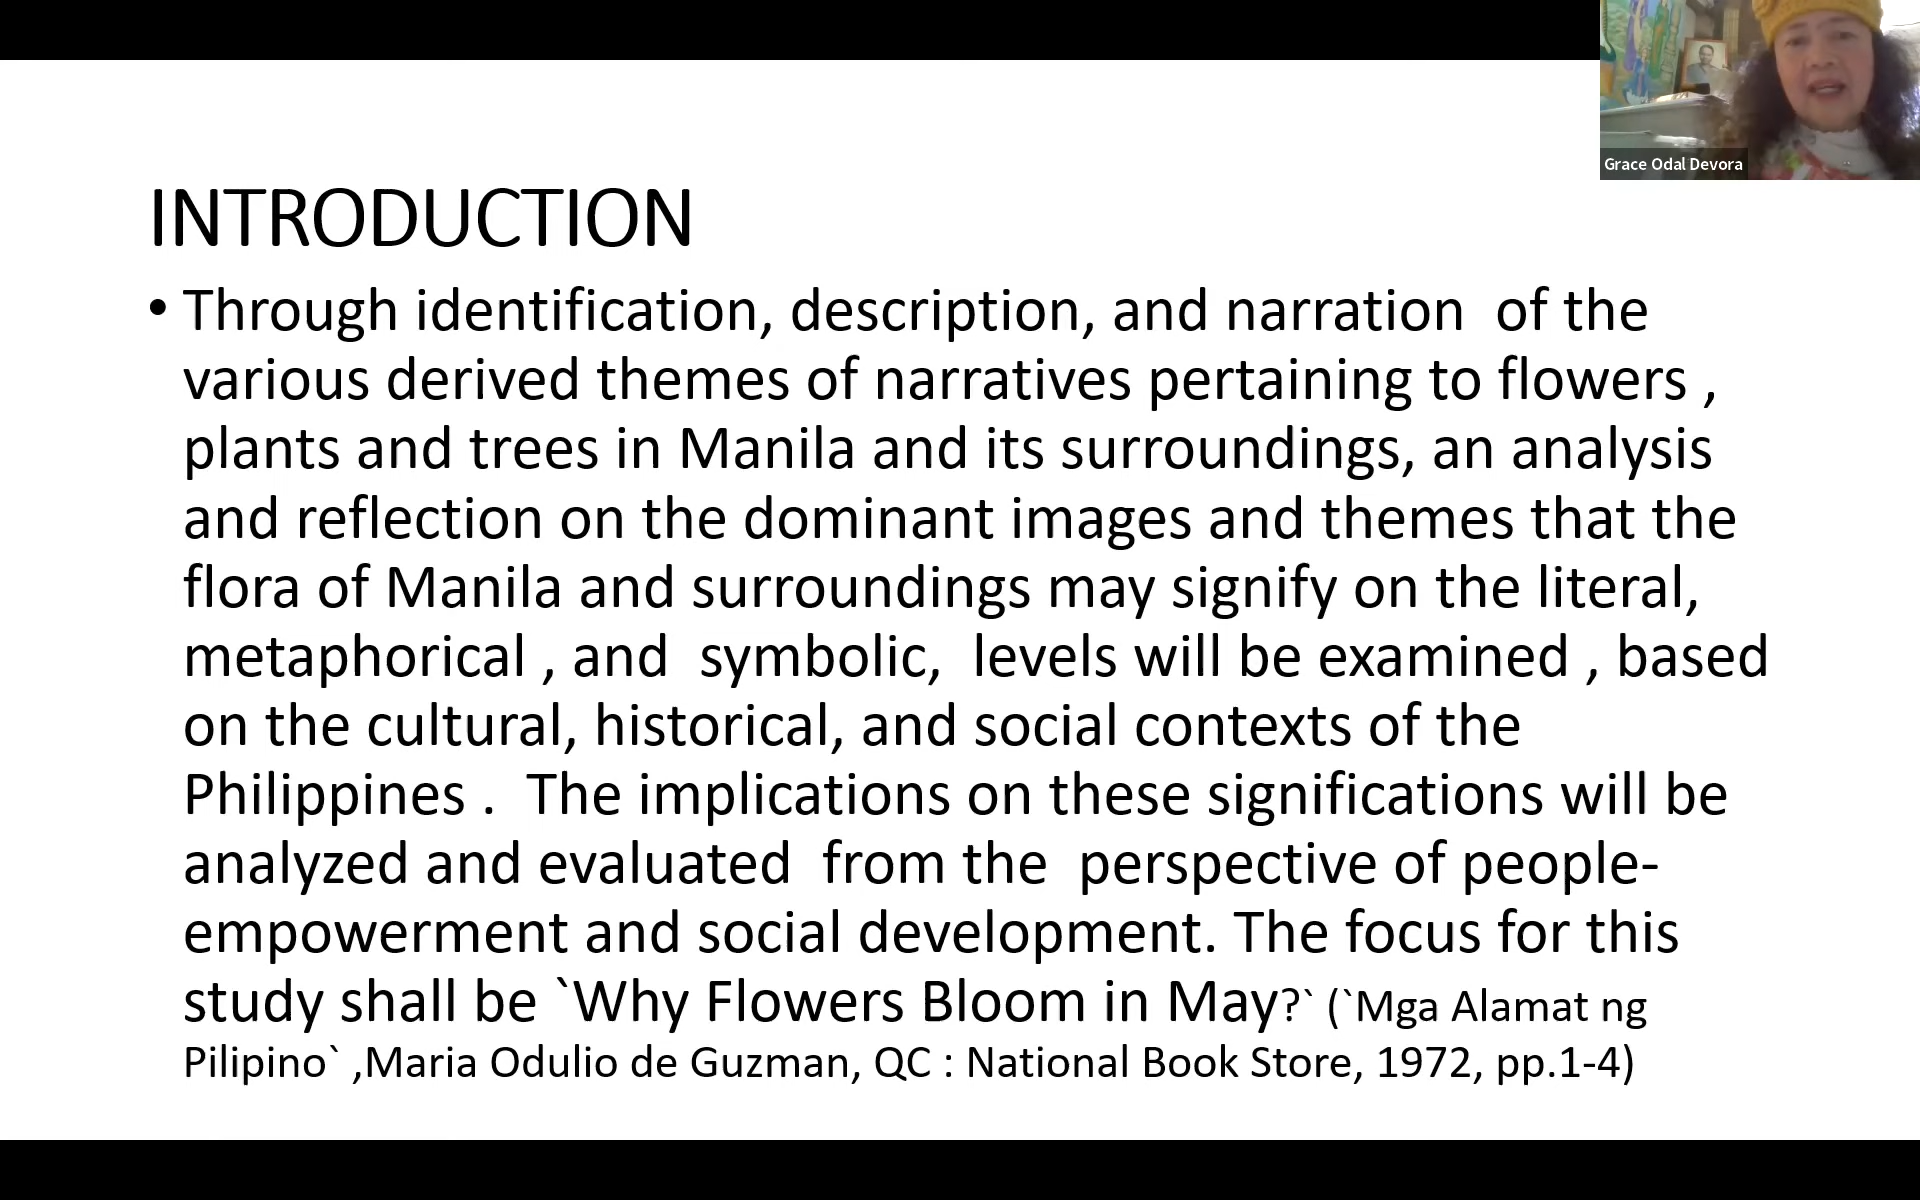 Grace Odal Devora
INTRODUCTION
• Through identification, description, and narration  of the
various derived themes of narratives pertaining to flowers ,
plants and trees in Manila and its surroundings, an analysis
and reflection on the dominant images and themes that the
flora of Manila and surroundings may signify on the literal,
metaphorical , and  symbolic,  levels will be examined , based
on the cultural, historical, and social contexts of the
Philippines .  The implications on these significations will be
analyzed and evaluated  from the  perspective of people-
empowerment and social development. The focus for this
study shall be `Why Flowers Bloom in May?` (`Mga Alamat ng
Pilipino` ,Maria Odulio de Guzman, QC : National Book Store, 1972, pp.1-4)